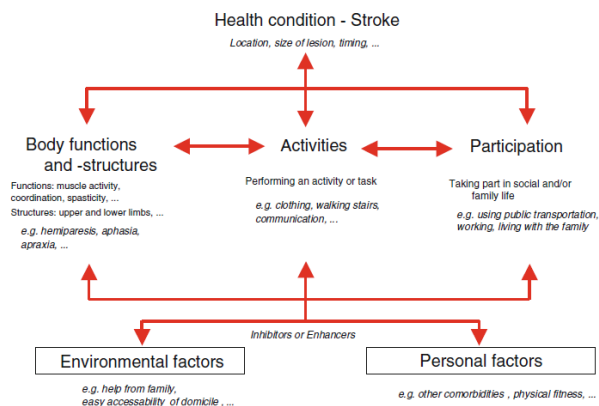 Health condition - Stroke
Location, size of lesion, timing, ...
Body functions
and -structures
Functions: muscle activity,
coordination, spasticity, ...
Structures: upper and lower limbs, ...
e.g. hemiparesis, aphasia,
apraxia, ...
Activities
Performing an activity or task
e.g. clothing, walking stairs,
communication, ...
Participation
Taking part in social and/or
family life
e.g. using public transportation,
working, living with the family
Inhibitors or Enhancers
Environmental factors
e.g. help from family,
easy accessability of domicile , ...
Personal factors
e.g. other comorbidities , physical fitness, ...